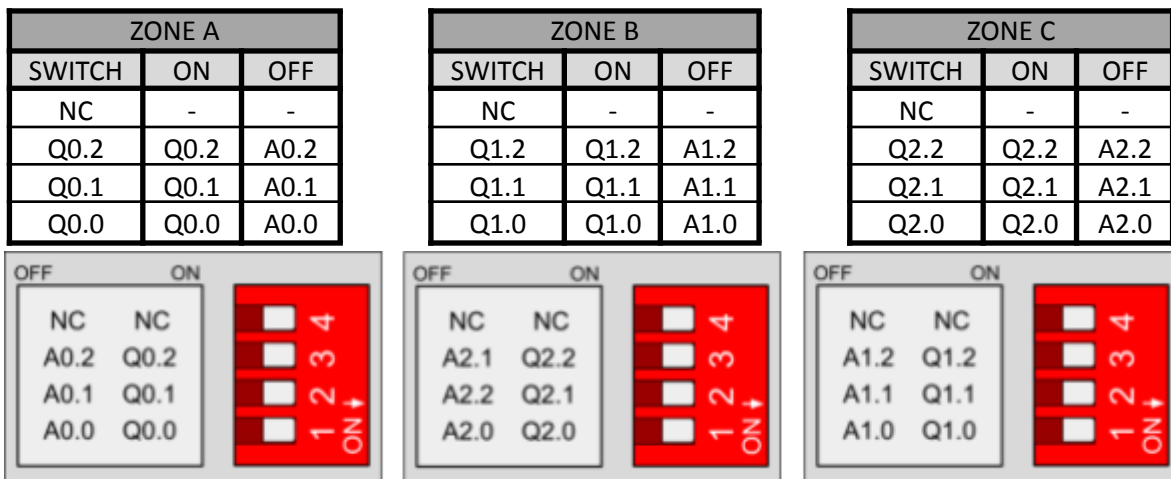 ZONE A
SWITCH ON OFF
NC - -
Q0.2 Q0.2 A0.2
Q0.1 Q0.1 A0.1
Q0.0 Q0.0 A0.0
ZONE B
SWITCH ON OFF
NC - -
Q1.2 Q1.2 A1.2
Q1.1 Q1.1 A1.1
Q1.0 Q1.0 A1.0
ZONE C
SWITCH ON OFF
NC - -
Q2.2 Q2.2 A2.2
Q2.1 Q2.1 A2.1
Q2.0 Q2.0 A2.0
OFF ON
NC NC
A0.2 Q0.2
A0.1 Q0.1
A0.0 Q0.0
4
3
2
1
ON
OFF ON
NC NC
A2.1 Q2.2
A2.2 Q2.1
A2.0 Q2.0
4
3
2
1
ON
OFF ON
NC NC
A1.2 Q1.2
A1.1 Q1.1
A1.0 Q1.0
4
3
2
1
ON